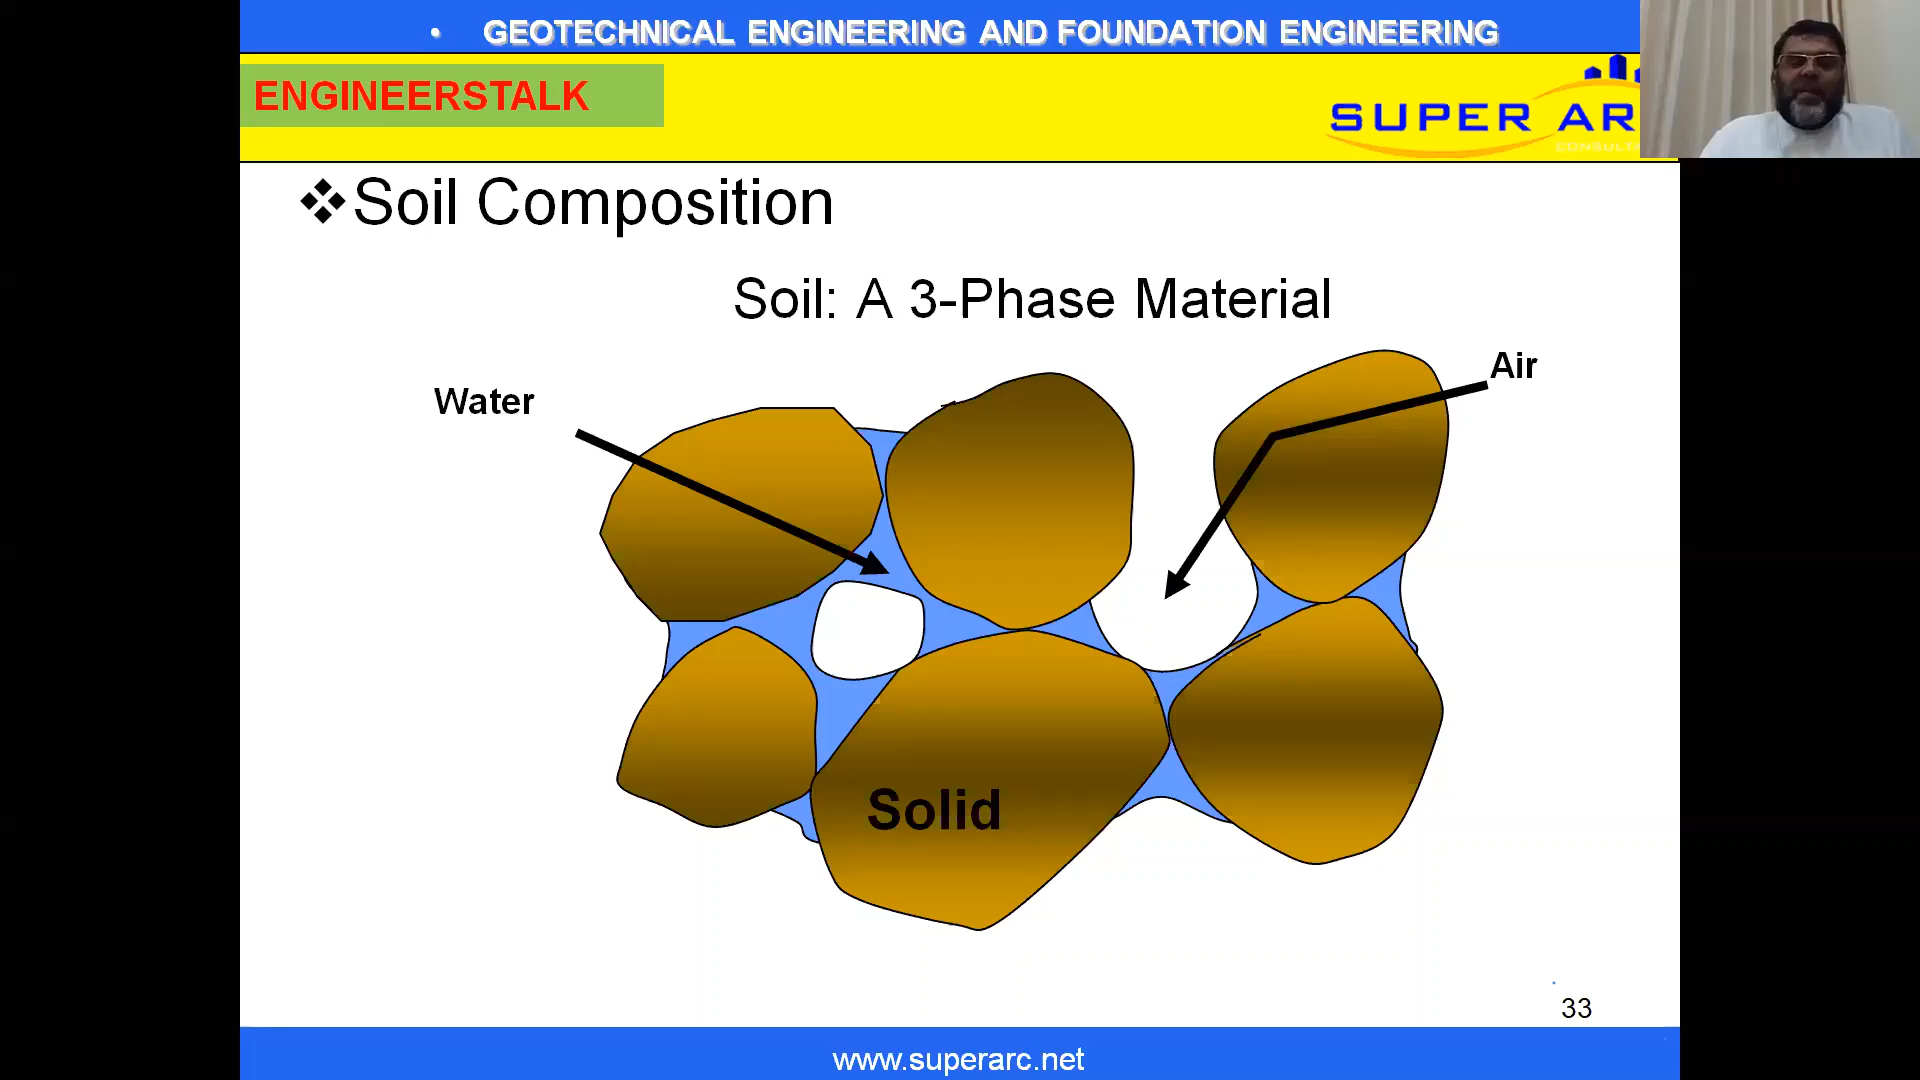 • GEOTECHNICAL ENGINEERING AND FOUNDATION ENGINEERING
ENGINEERSTALK
SUPER AR
CONSULTA
❖Soil Composition
Soil: A 3-Phase Material
Air
Water
Solid
33
www.superarc.net